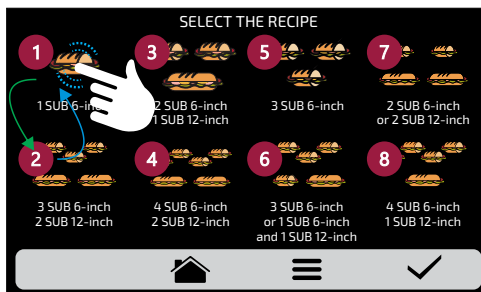 SELECT THE RECIPE
1
3
5
7
1 SUB 6-inch
2 SUB 6-inch
1 SUB 12-inch
3 SUB 6-inch
2 SUB 6-inch
or 2 SUB 12-inch
2
4
6
8
3 SUB 6-inch
2 SUB 12-inch
4 SUB 6-inch
2 SUB 12-inch
3 SUB 6-inch
or 1 SUB 6-inch
and 1 SUB 12-inch
4 SUB 6-inch
1 SUB 12-inch